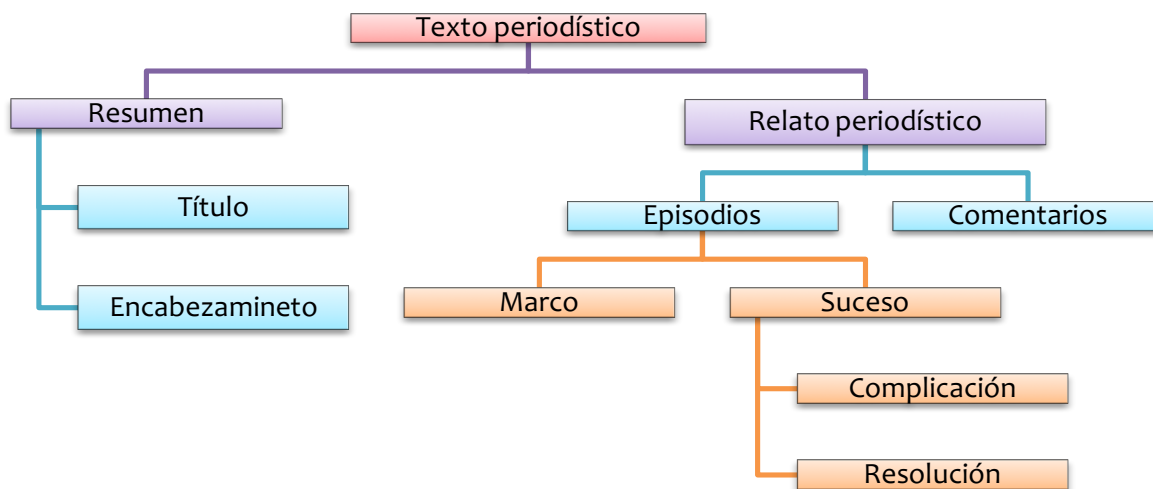 Texto periodístico
Resumen
Relato periodístico
Título
Episodios
Comentarios
Encabezamineto
Marco
Suceso
Complicación
Resolución